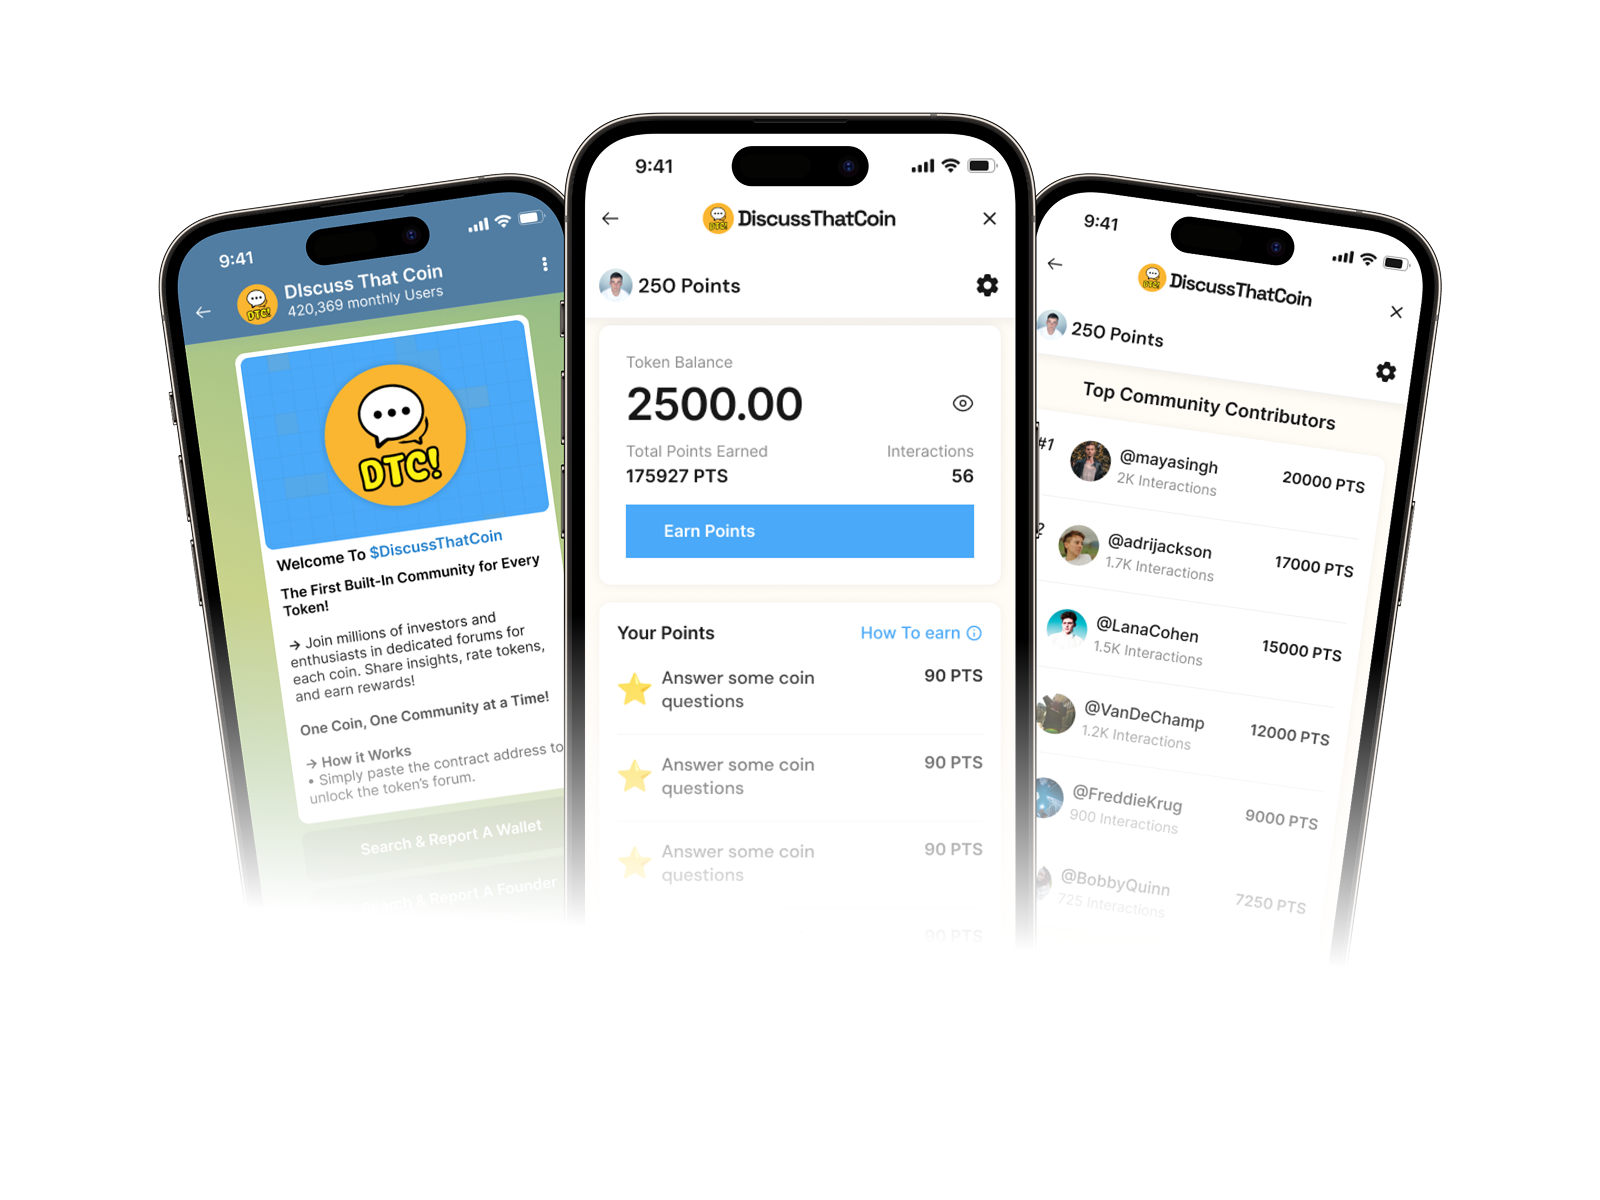 9:41
DIscuss That Coin
420,369 monthly Users
DTC!
DTC!
Welcome To $DiscussThatCoin
The First Built-In Community for Every
Token!
→ Join millions of investors and
enthusiasts in dedicated forums for
each coin. Share insights, rate tokens,
and earn rewards!
One Coin, One Community at a Time!
→ How it Works
• Simply paste the contract address to
unlock the token's forum.
Search & Report A Wallet
Search & Report A Founder
9:41
DTC!
DiscussThatCoin
250 Points
Token Balance
2500.00
Total Points Earned
Interactions
175927 PTS
56
Earn Points
Your Points
How To earn
Answer some coin
questions
90 PTS
Answer some coin
questions
90 PTS
Answer some coin
questions
90 PTS
90 PTS
9:41
DTC!
DiscussThatCoin
250 Points
Top Community Contributors
#1
@mayasingh
2K Interactions
20000 PTS
2
@adrijackson
1.7K Interactions
17000 PTS
@LanaCohen
1.5K Interactions
15000 PTS
@VanDeChamp
1.2K Interactions
12000 PTS
@FreddieKrug
900 Interactions
9000 PTS
@BobbyQuinn
725 Interactions
7250 PTS